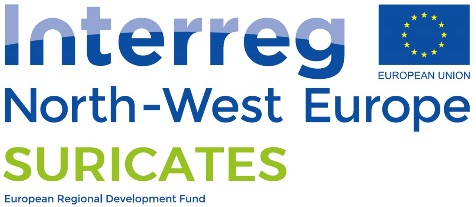 Interreg
EUROPEAN UNION
North-West Europe
SURICATES
European Regional Development Fund